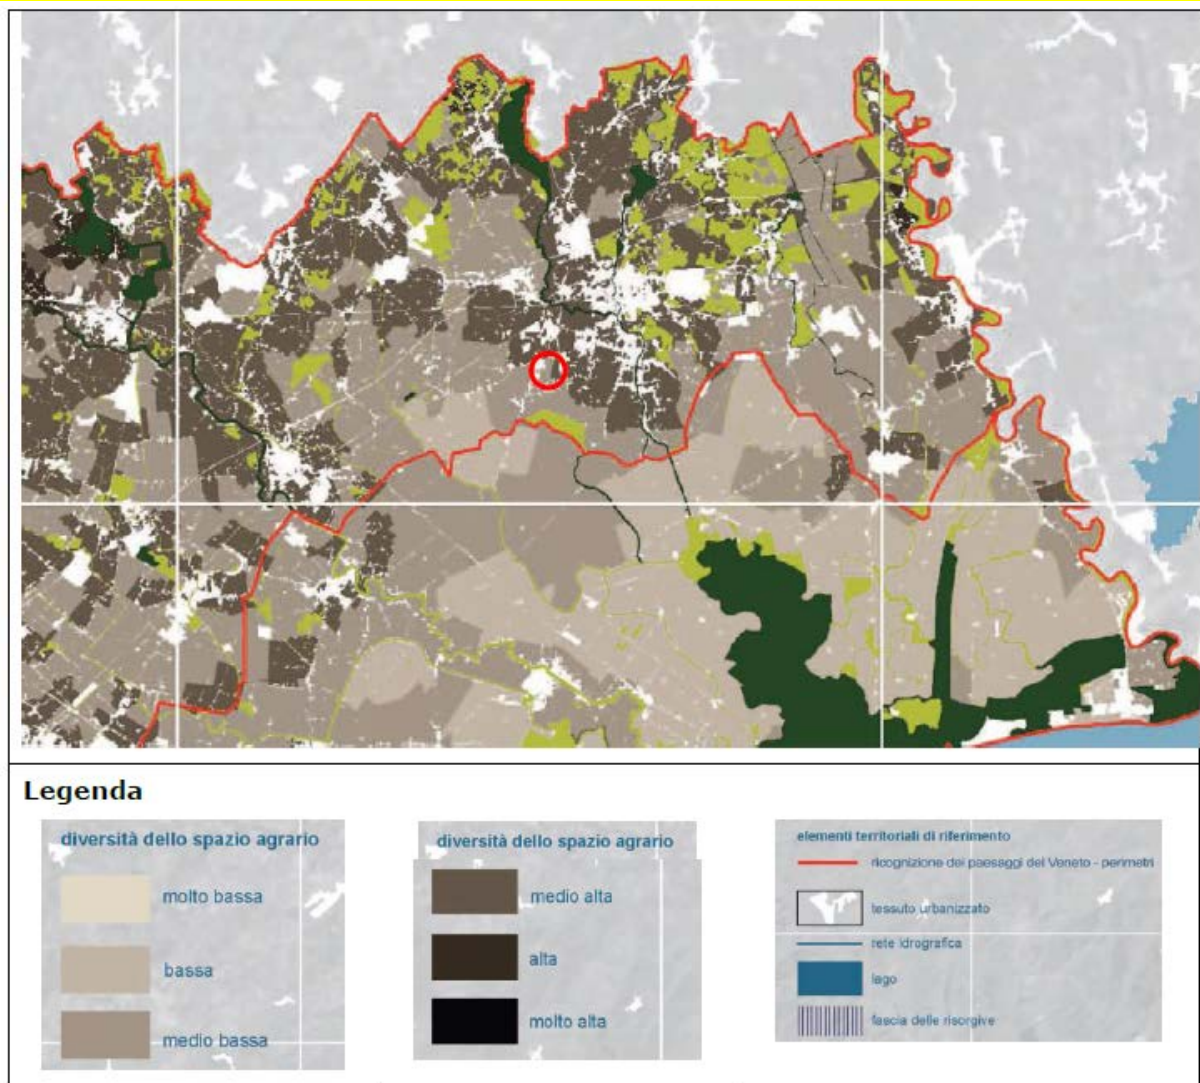 Legenda
diversità dello spazio agrario
molto bassa
bassa
medio bassa
diversità dello spazio agrario
medio alta
alta
molto alta
elementi territoriali di riferimento
ricognizione dei paesaggi del Veneto - perimetri
tessuto urbanizzato
rete idrografica
lago
fascia delle risorgive